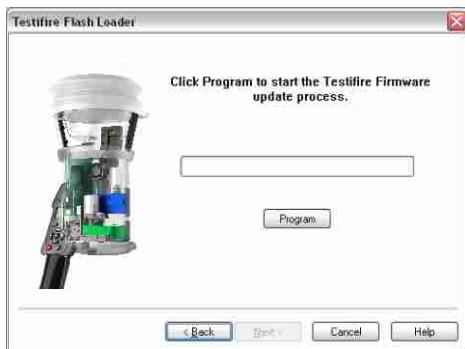 Testifire Flash Loader
Click Program to start the Testifire Firmware
update process.
Program
< Back
Next >
Cancel
Help